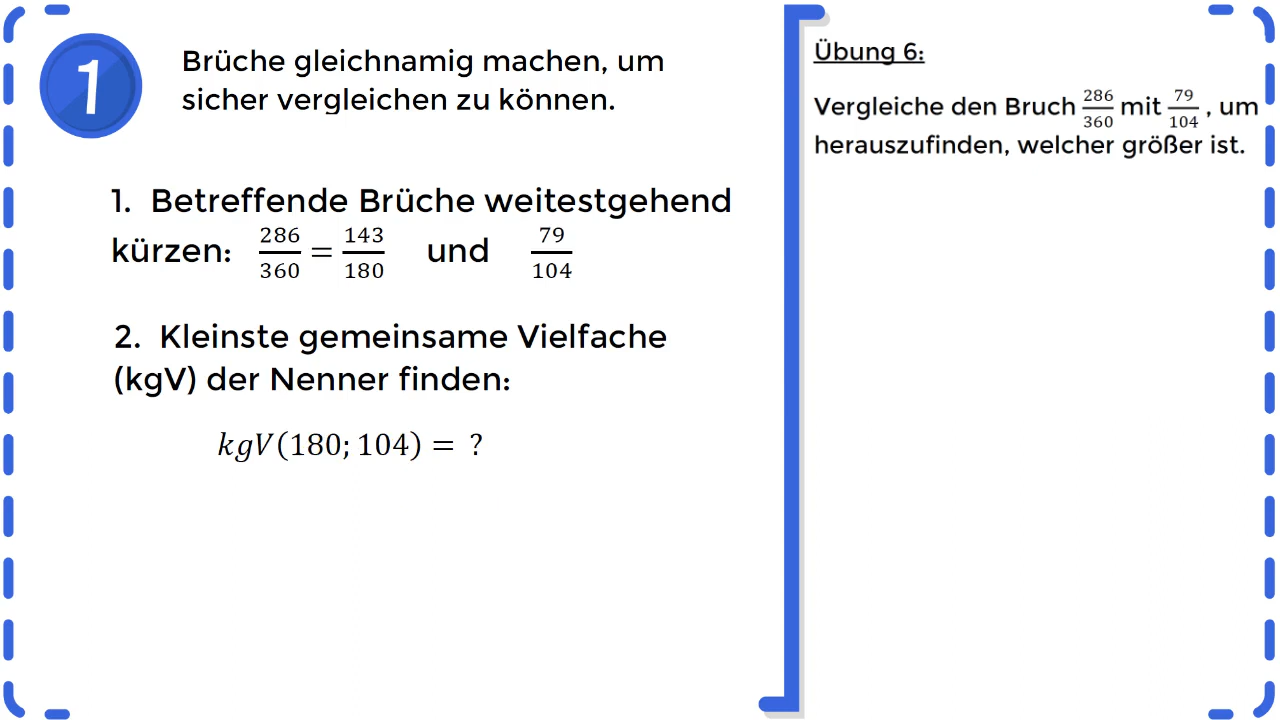 1
Brüche gleichnamig machen, um
sicher vergleichen zu können.
1. Betreffende Brüche weitestgehend
kürzen: 286/360 = 143/180 und 79/104
2. Kleinste gemeinsame Vielfache
(kgV) der Nenner finden:
kgV(180; 104) = ?
Übung 6:
Vergleiche den Bruch 286/360 mit 79/104 , um
herauszufinden, welcher größer ist.